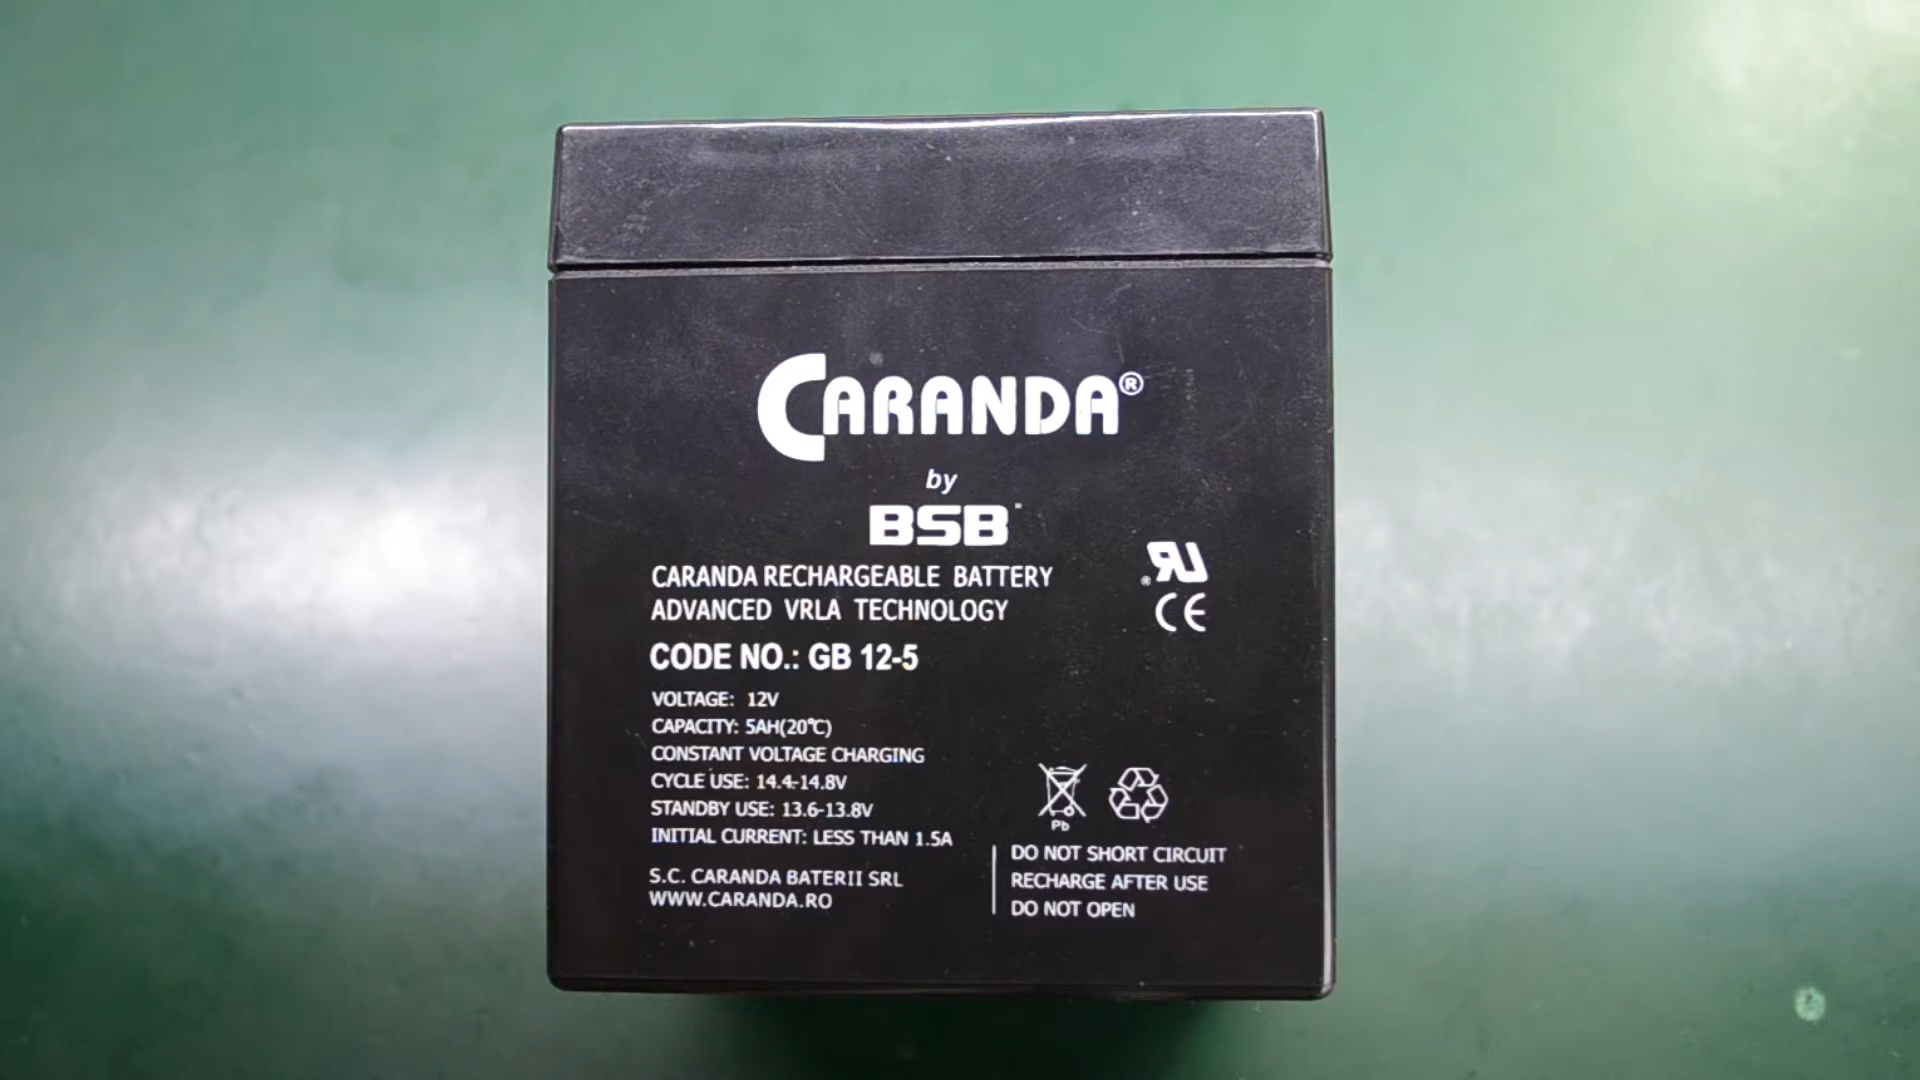 CARANDA®
by
BSB
CARANDA RECHARGEABLE BATTERY
ADVANCED VRLA TECHNOLOGY
CODE NO.: GB 12-5
VOLTAGE: 12V
CAPACITY: 5AH(20℃)
CONSTANT VOLTAGE CHARGING
CYCLE USE: 14.4-14.8V
STANDBY USE: 13.6-13.8V
INITIAL CURRENT: LESS THAN 1.5A
S.C. CARANDA BATERII SRL
WWW.CARANDA.RO
RU
CE
Pb
DO NOT SHORT CIRCUIT
RECHARGE AFTER USE
DO NOT OPEN